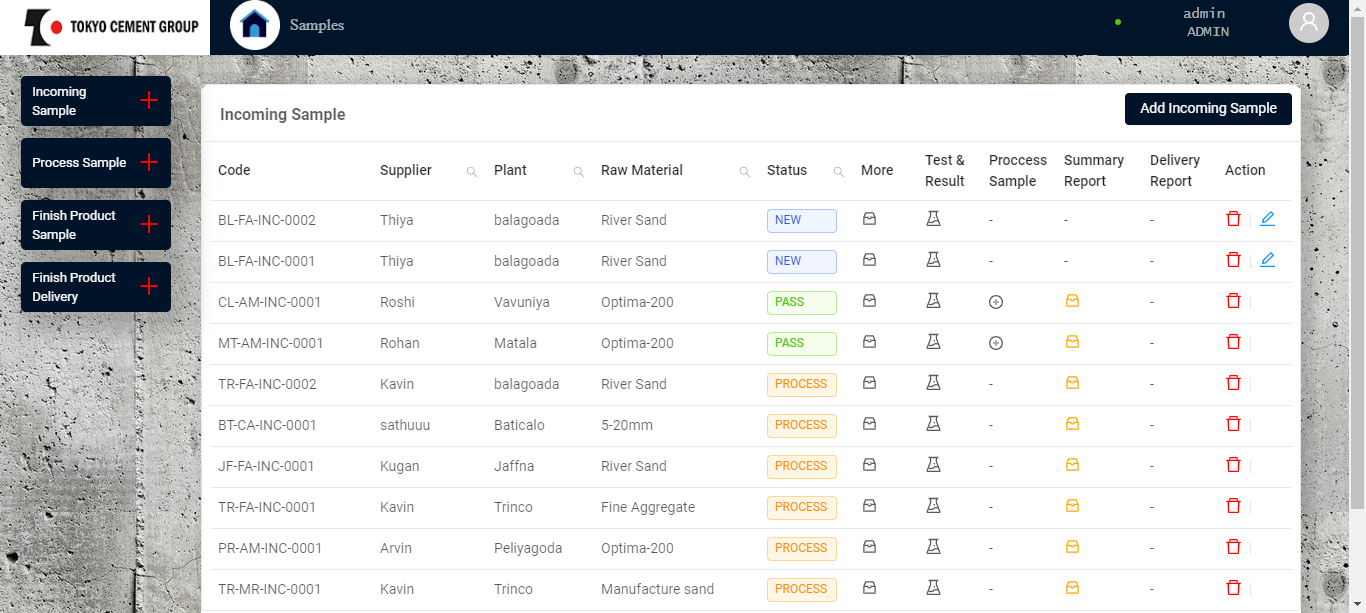 TOKYO CEMENT GROUP
Samples
admin
ADMIN
Incoming
Sample
Process Sample
Finish Product
Sample
Finish Product
Delivery
Incoming Sample
Add Incoming Sample
Code Supplier Plant Raw Material Status More Test & Result Proccess Sample Summary Report Delivery Report Action
BL-FA-INC-0002 Thiya balagoada River Sand NEW - - -
BL-FA-INC-0001 Thiya balagoada River Sand NEW - - -
CL-AM-INC-0001 Roshi Vavuniya Optima-200 PASS -
MT-AM-INC-0001 Rohan Matala Optima-200 PASS -
TR-FA-INC-0002 Kavin balagoada River Sand PROCESS - -
BT-CA-INC-0001 sathuuu Baticalo 5-20mm PROCESS - -
JF-FA-INC-0001 Kugan Jaffna River Sand PROCESS - -
TR-FA-INC-0001 Kavin Trinco Fine Aggregate PROCESS - -
PR-AM-INC-0001 Arvin Peliyagoda Optima-200 PROCESS - -
TR-MR-INC-0001 Kavin Trinco Manufacture sand PROCESS - -